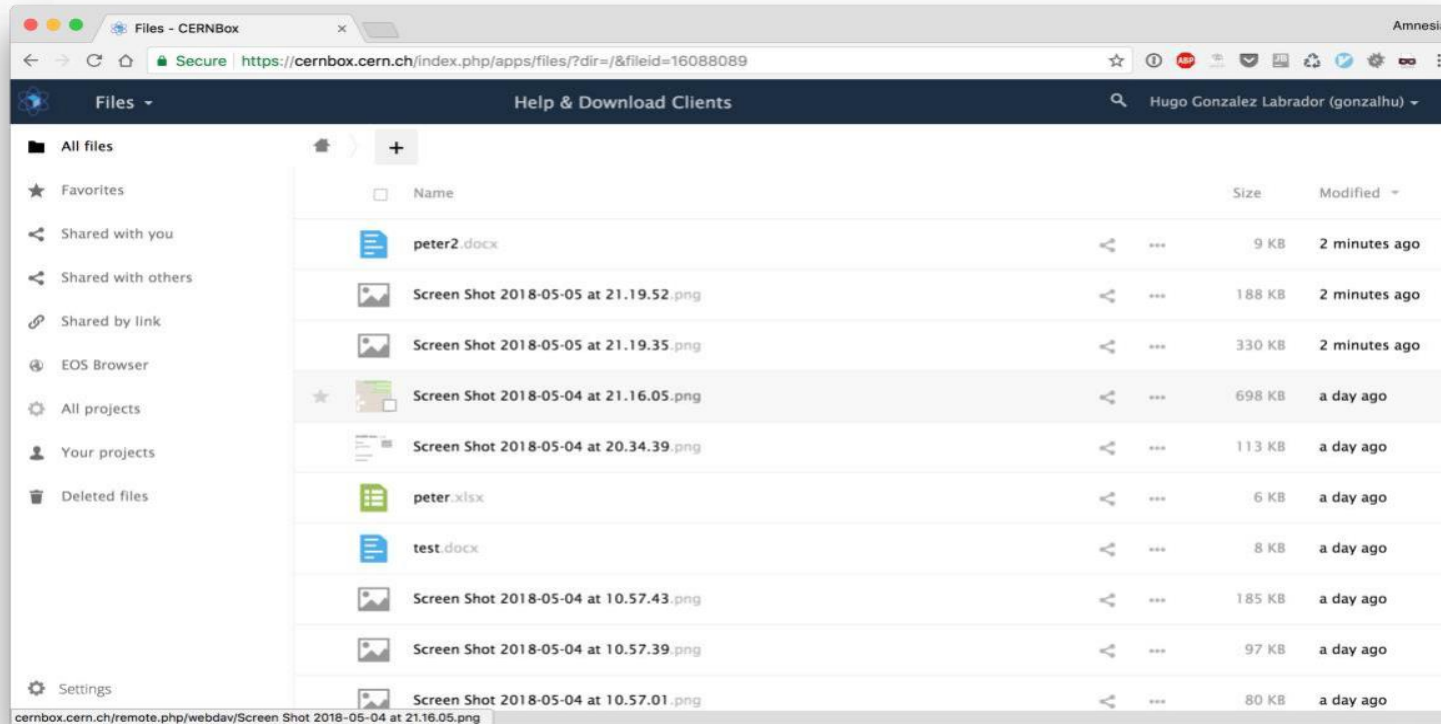 Files - CERNBox
Amnesia
Secure https://cernbox.cern.ch/index.php/apps/files/?dir=/&fileid=16088089
ABP
Files Help & Download Clients Hugo Gonzalez Labrador (gonzalhu)
All files
Favorites
Shared with you
Shared with others
Shared by link
EOS Browser
All projects
Your projects
Deleted files
Settings
Name Size Modified
peter2.docx 9 KB 2 minutes ago
Screen Shot 2018-05-05 at 21.19.52.png 188 KB 2 minutes ago
Screen Shot 2018-05-05 at 21.19.35.png 330 KB 2 minutes ago
Screen Shot 2018-05-04 at 21.16.05.png 698 KB a day ago
Screen Shot 2018-05-04 at 20.34.39.png 113 KB a day ago
peter.xlsx 6 KB a day ago
test.docx 8 KB a day ago
Screen Shot 2018-05-04 at 10.57.43.png 185 KB a day ago
Screen Shot 2018-05-04 at 10.57.39.png 97 KB a day ago
Screen Shot 2018-05-04 at 10.57.01.png 80 KB a day ago
cernbox.cern.ch/remote.php/webdav/Screen Shot 2018-05-04 at 21.16.05.png